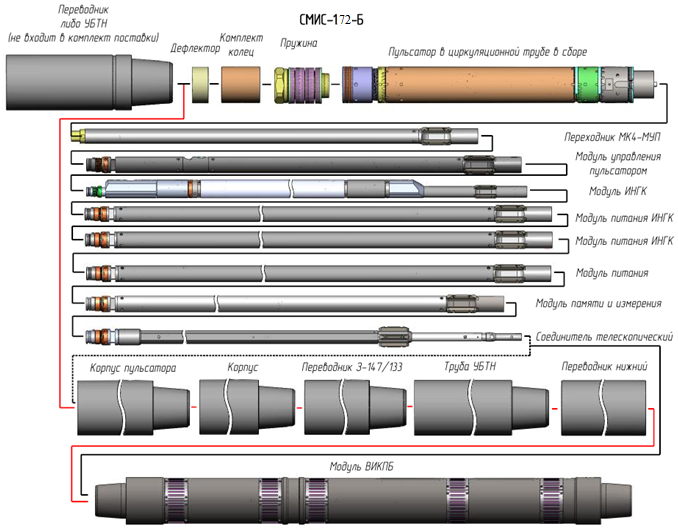 СМИС-172-Б
Переводник
либо УБТН
(не входит в комплект поставки)
Дефлектор
Комплект
колец
Пружина
Пульсатор в циркуляционной трубе в сборе
Переходник МК4-МУП
Модуль управления
пульсатором
Модуль ИНГК
Модуль питания ИНГК
Модуль питания ИНГК
Модуль питания
Модуль памяти и измерения
Соединитель телескопический
Корпус пульсатора
Корпус
Переводник З-147/133
Труба УБТН
Переводник нижний
Модуль ВИКПБ